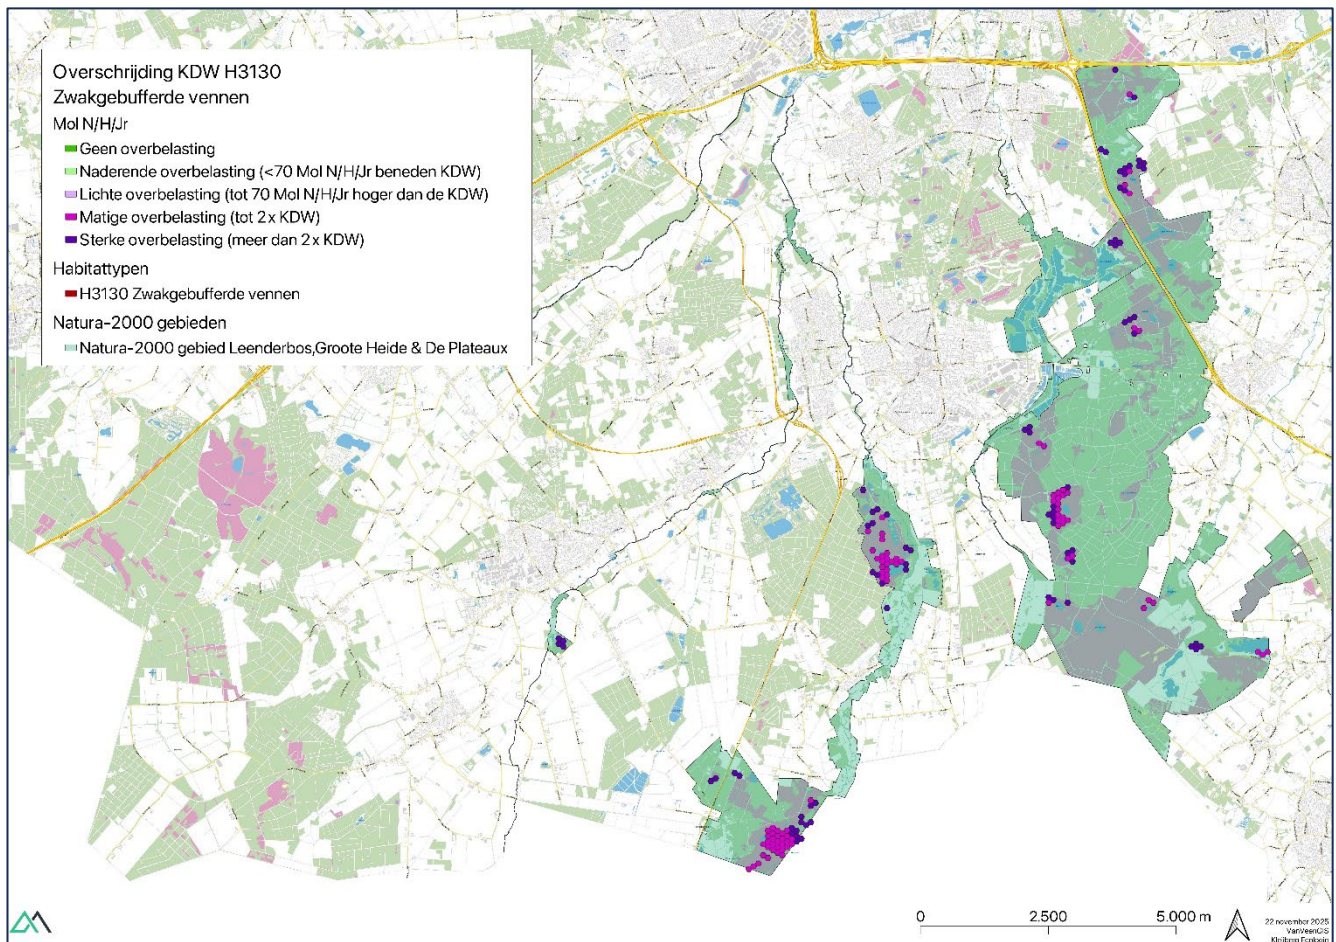 Overschrijding KDW H3130
Zwakgebufferde vennen
Mol N/H/Jr
Geen overbelasting
Naderende overbelasting (<70 Mol N/H/Jr beneden KDW)
Lichte overbelasting (tot 70 Mol N/H/Jr hoger dan de KDW)
Matige overbelasting (tot 2x KDW)
Sterke overbelasting (meer dan 2x KDW)
Habitattypen
H3130 Zwakgebufferde vennen
Natura-2000 gebieden
Natura-2000 gebied Leenderbos,Groote Heide & De Plateaux
0 2.500 5.000 m
22 november 2025
VanVeenGIS